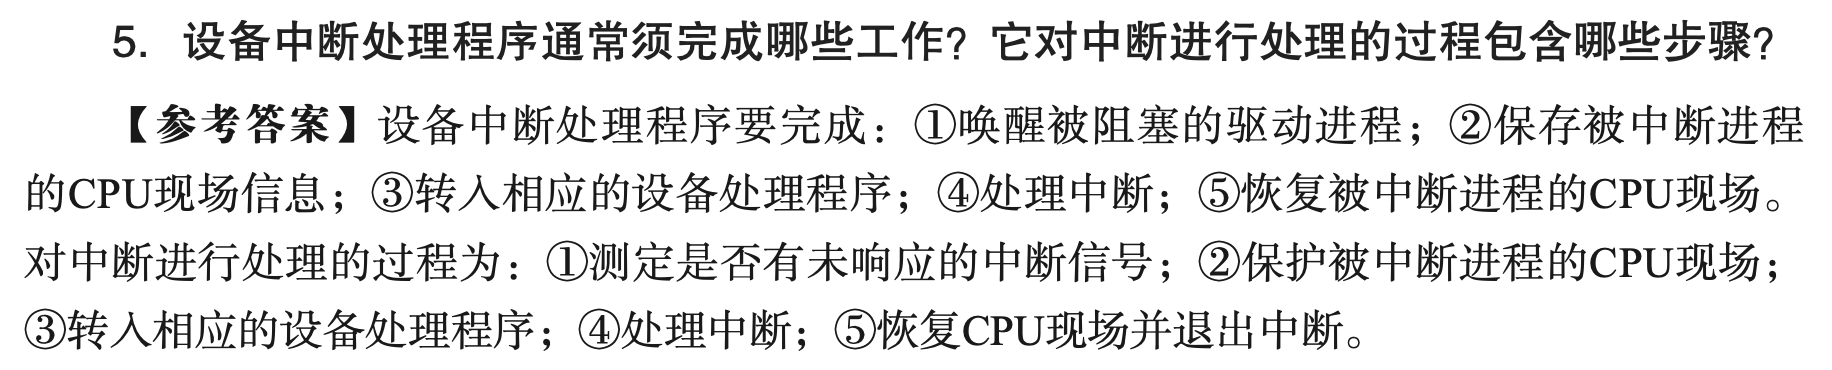 5. 设备中断处理程序通常须完成哪些工作？它对中断进行处理的过程包含哪些步骤？
【参考答案】设备中断处理程序要完成：①唤醒被阻塞的驱动进程；②保存被中断进程
的CPU现场信息；③转入相应的设备处理程序；④处理中断；⑤恢复被中断进程的CPU现场。
对中断进行处理的过程为：①测定是否有未响应的中断信号；②保护被中断进程的CPU现场；
③转入相应的设备处理程序；④处理中断；⑤恢复CPU现场并退出中断。